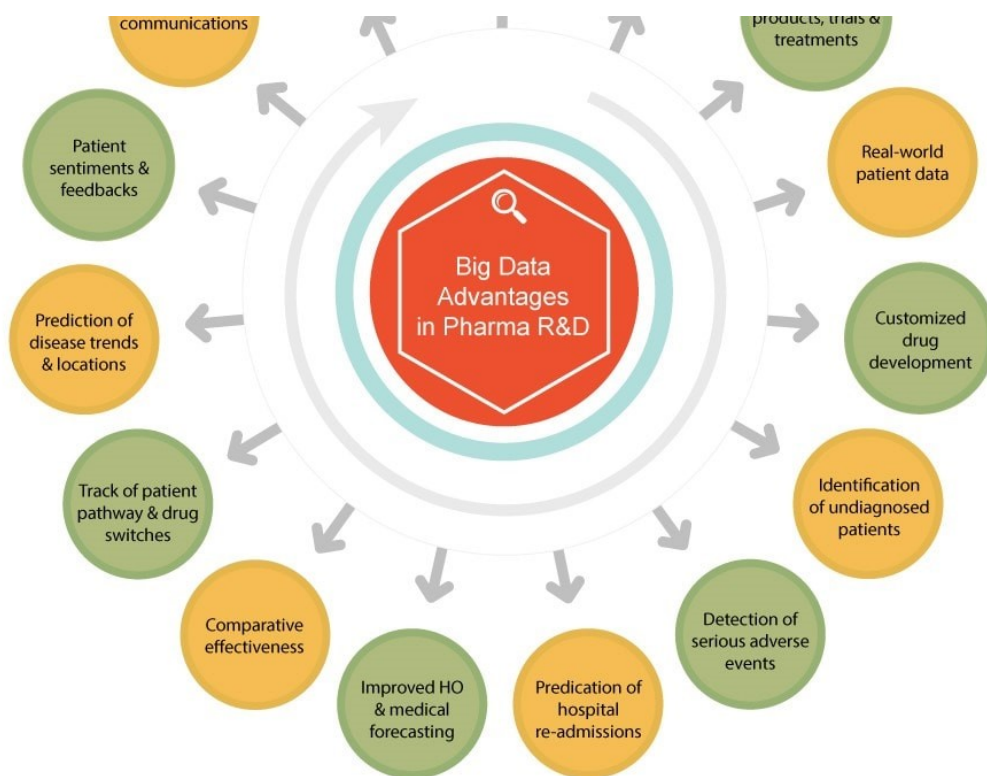 communications
products, trials &
treatments
Patient
sentiments &
feedbacks
Real-world
patient data
Big Data
Advantages
in Pharma R&D
Prediction of
disease trends
& locations
Customized
drug
development
Track of patient
pathway & drug
switches
Identification
of undiagnosed
patients
Comparative
effectiveness
Detection of
serious adverse
events
Improved HO
& medical
forecasting
Predication of
hospital
re-admissions